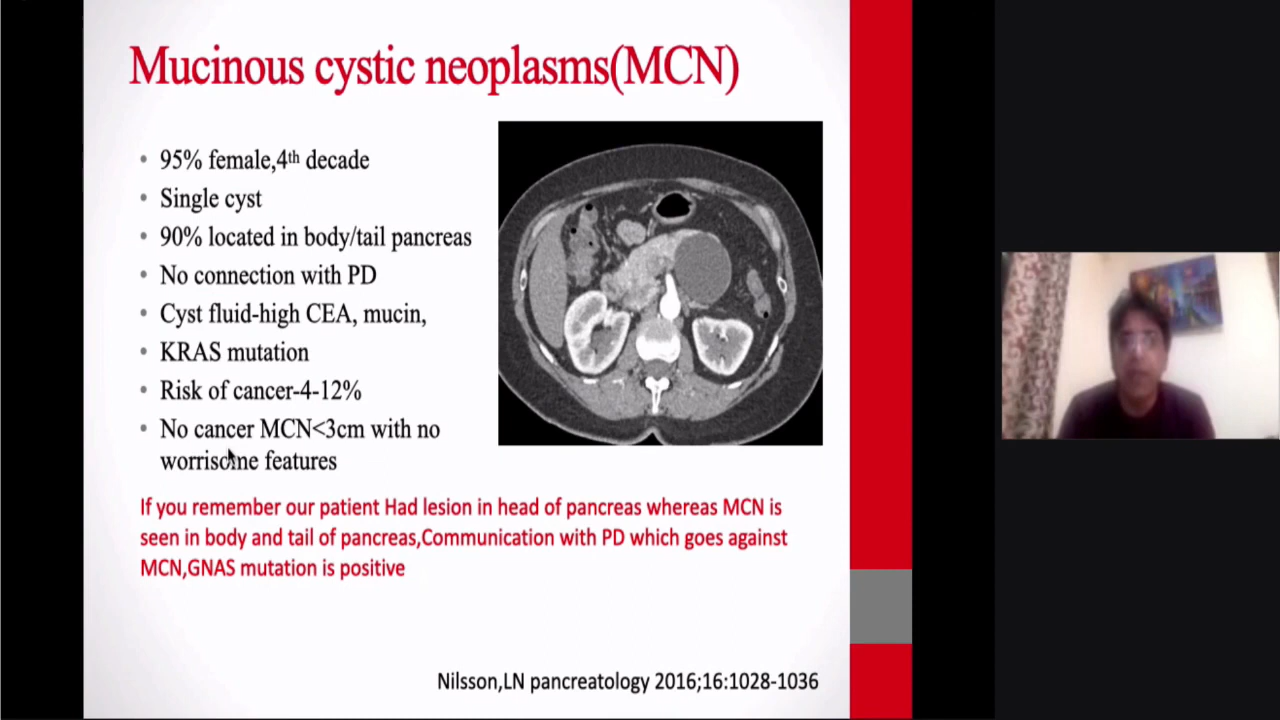 Mucinous cystic neoplasms(MCN)
• 95% female,4th decade
• Single cyst
• 90% located in body/tail pancreas
• No connection with PD
• Cyst fluid-high CEA, mucin,
• KRAS mutation
• Risk of cancer-4-12%
• No cancer MCN<3cm with no
worrisome features
If you remember our patient Had lesion in head of pancreas whereas MCN is
seen in body and tail of pancreas,Communication with PD which goes against
MCN,GNAS mutation is positive
Nilsson,LN pancreatology 2016;16:1028-1036